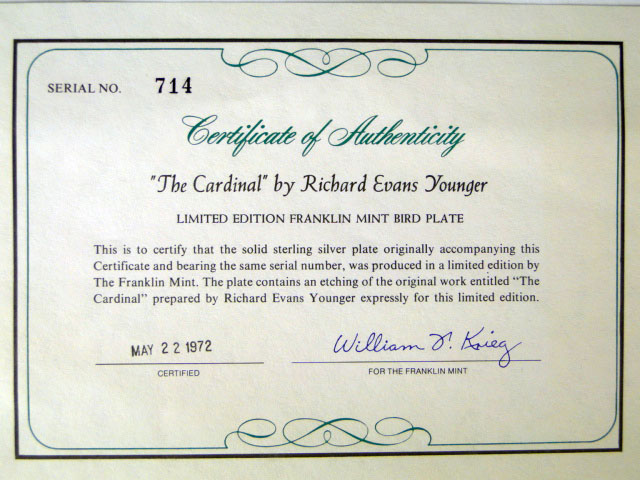 SERIAL NO. 714
Certificate of Authenticity
"The Cardinal" by Richard Evans Younger
LIMITED EDITION FRANKLIN MINT BIRD PLATE
This is to certify that the solid sterling silver plate originally accompanying this
Certificate and bearing the same serial number, was produced in a limited edition by
The Franklin Mint. The plate contains an etching of the original work entitled “The
Cardinal” prepared by Richard Evans Younger expressly for this limited edition.
MAY 22 1972 William T. Krieg
CERTIFIED FOR THE FRANKLIN MINT